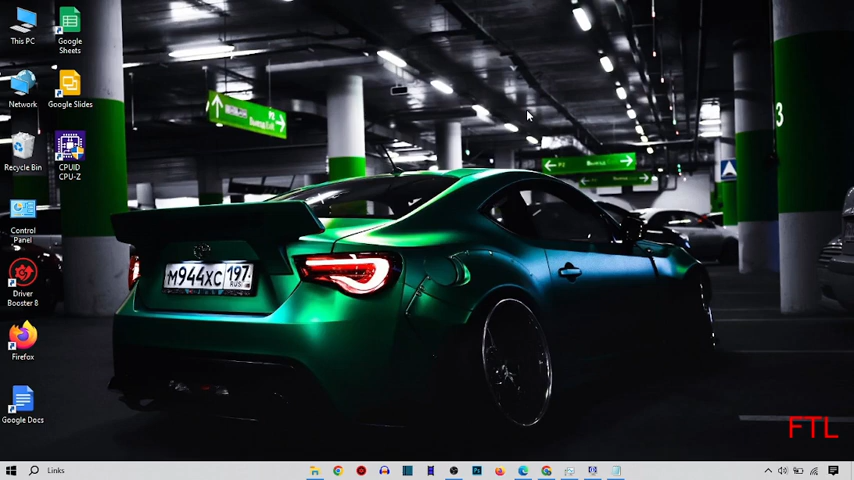 This PC
Google
Sheets
Network
Google Slides
Recycle Bin
CPUID
CPU-Z
Control
Panel
Driver
Booster 8
Firefox
Google Docs
P2
3
M944XC 197
RUS
FTL
Links